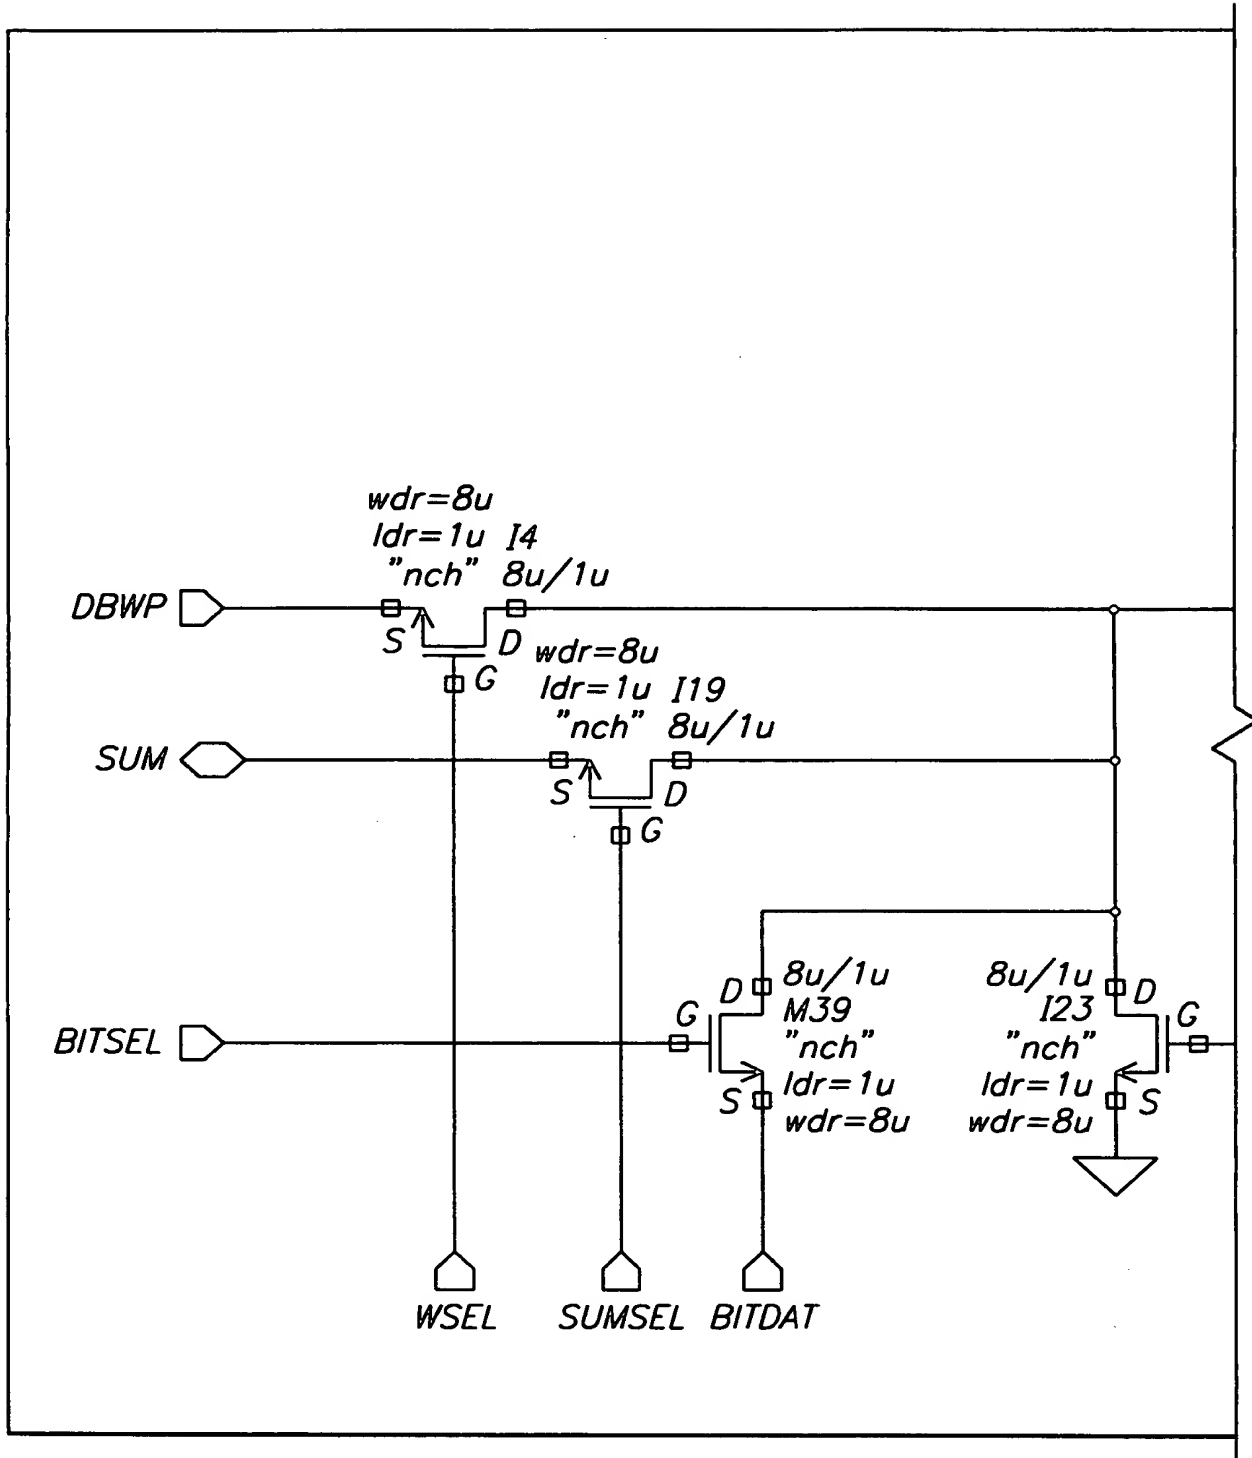 wdr=8u
ldr=1u I4
"nch" 8u/1u
DBWP
S D
G
wdr=8u
ldr=1u I19
"nch" 8u/1u
SUM
S D
G
BITSEL
G
D
S
8u/1u
M39
"nch"
ldr=1u
wdr=8u
8u/1u
I23
"nch"
ldr=1u
wdr=8u
D
G
S
WSEL SUMSEL BITDAT